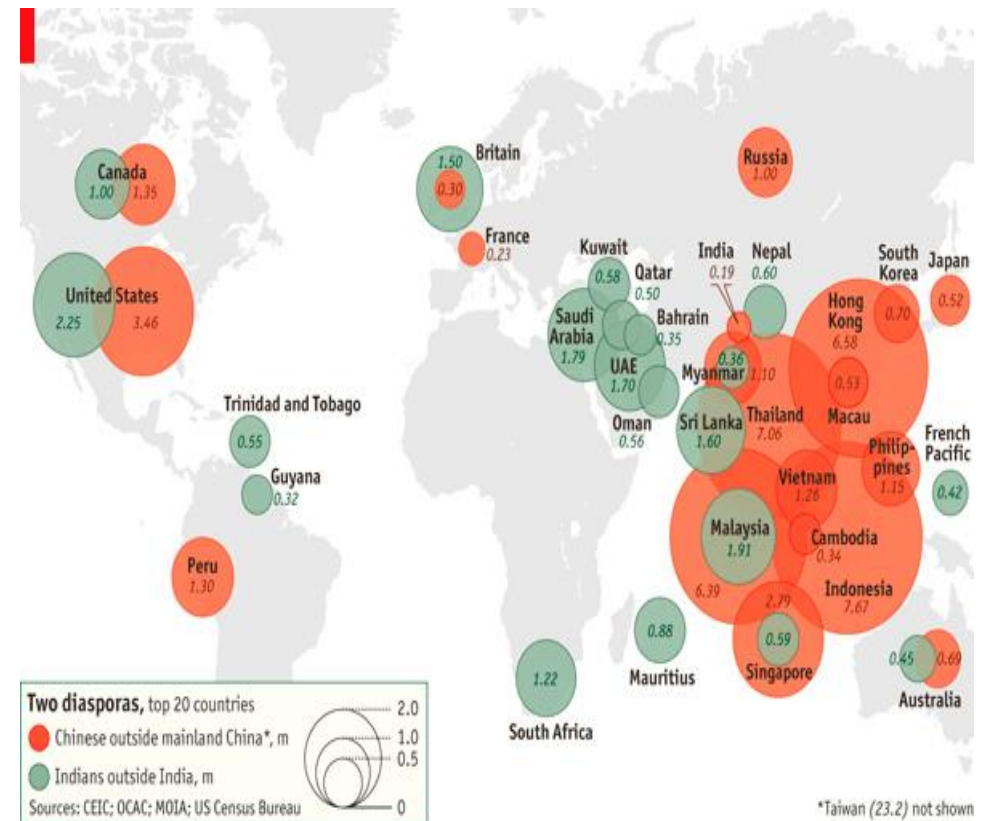 Canada
1.00 1.35
United States
2.25 3.46
Trinidad and Tobago
0.55
Guyana
0.32
Peru
1.30
1.50
Britain
0.30
France
0.23
Russia
1.00
Kuwait
0.58
Qatar
0.50
Bahrain
0.35
Saudi
Arabia
1.79
UAE
1.70
Oman
0.56
India
0.19
Nepal
0.60
0.36
Myanmar 1.10
Sri Lanka
1.60
Thailand
7.06
Hong
Kong
6.58
South
Korea
0.70
Japan
0.52
0.53
Macau
Philip-
pines
1.15
French
Pacific
0.42
Vietnam
1.26
Malaysia
1.91
6.39
Cambodia
0.34
Indonesia
7.67
2.79
0.59
Singapore
0.88
Mauritius
1.22
South Africa
0.45 0.69
Australia
Two diasporas, top 20 countries
Chinese outside mainland China*, m
Indians outside India, m
2.0
1.0
0.5
0
Sources: CEIC; OCAC; MOIA; US Census Bureau
*Taiwan (23.2) not shown